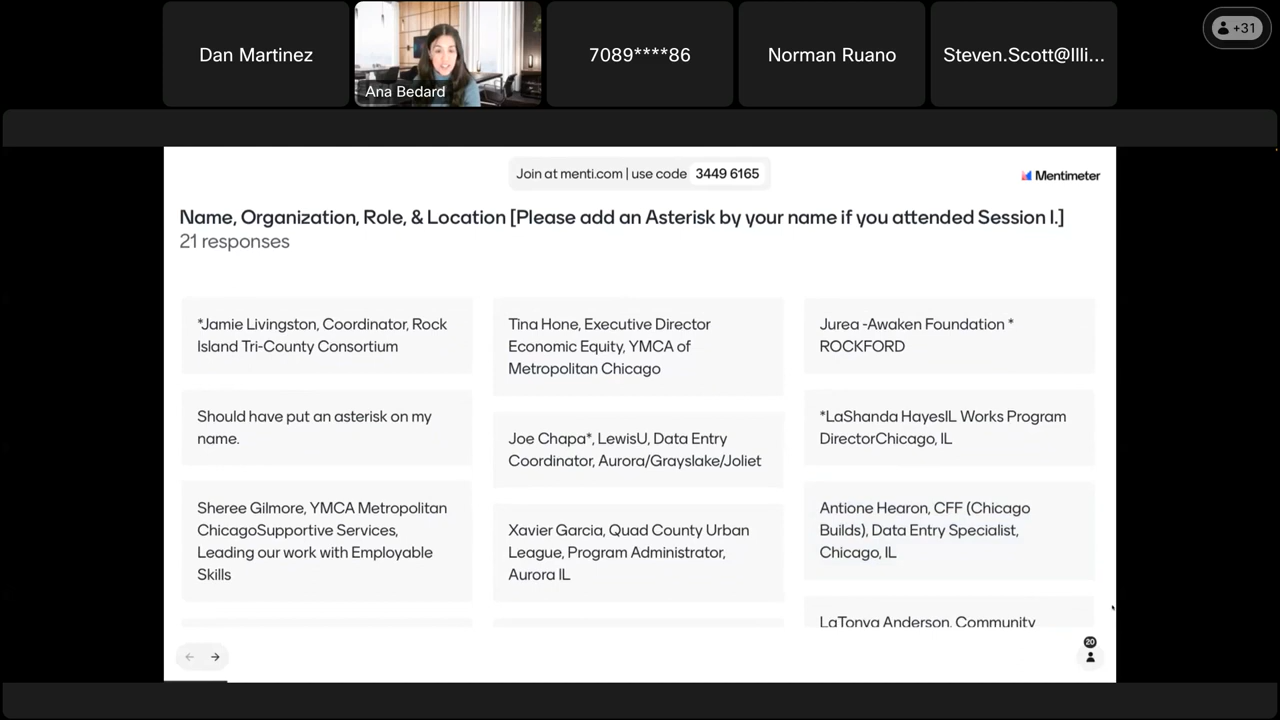 Dan Martinez
Ana Bedard
7089****86
Norman Ruano
Steven.Scott@Illi...
+31
Join at menti.com | use code 3449 6165
Mentimeter
Name, Organization, Role, & Location [Please add an Asterisk by your name if you attended Session I.]
21 responses
*Jamie Livingston, Coordinator, Rock
Island Tri-County Consortium
Should have put an asterisk on my
name.
Sheree Gilmore, YMCA Metropolitan
ChicagoSupportive Services,
Leading our work with Employable
Skills
Tina Hone, Executive Director
Economic Equity, YMCA of
Metropolitan Chicago
Joe Chapa*, LewisU, Data Entry
Coordinator, Aurora/Grayslake/Joliet
Xavier Garcia, Quad County Urban
League, Program Administrator,
Aurora IL
Jurea -Awaken Foundation *
ROCKFORD
*LaShanda HayesIL Works Program
DirectorChicago, IL
Antione Hearon, CFF (Chicago
Builds), Data Entry Specialist,
Chicago, IL
LaTonya Anderson, Community
20